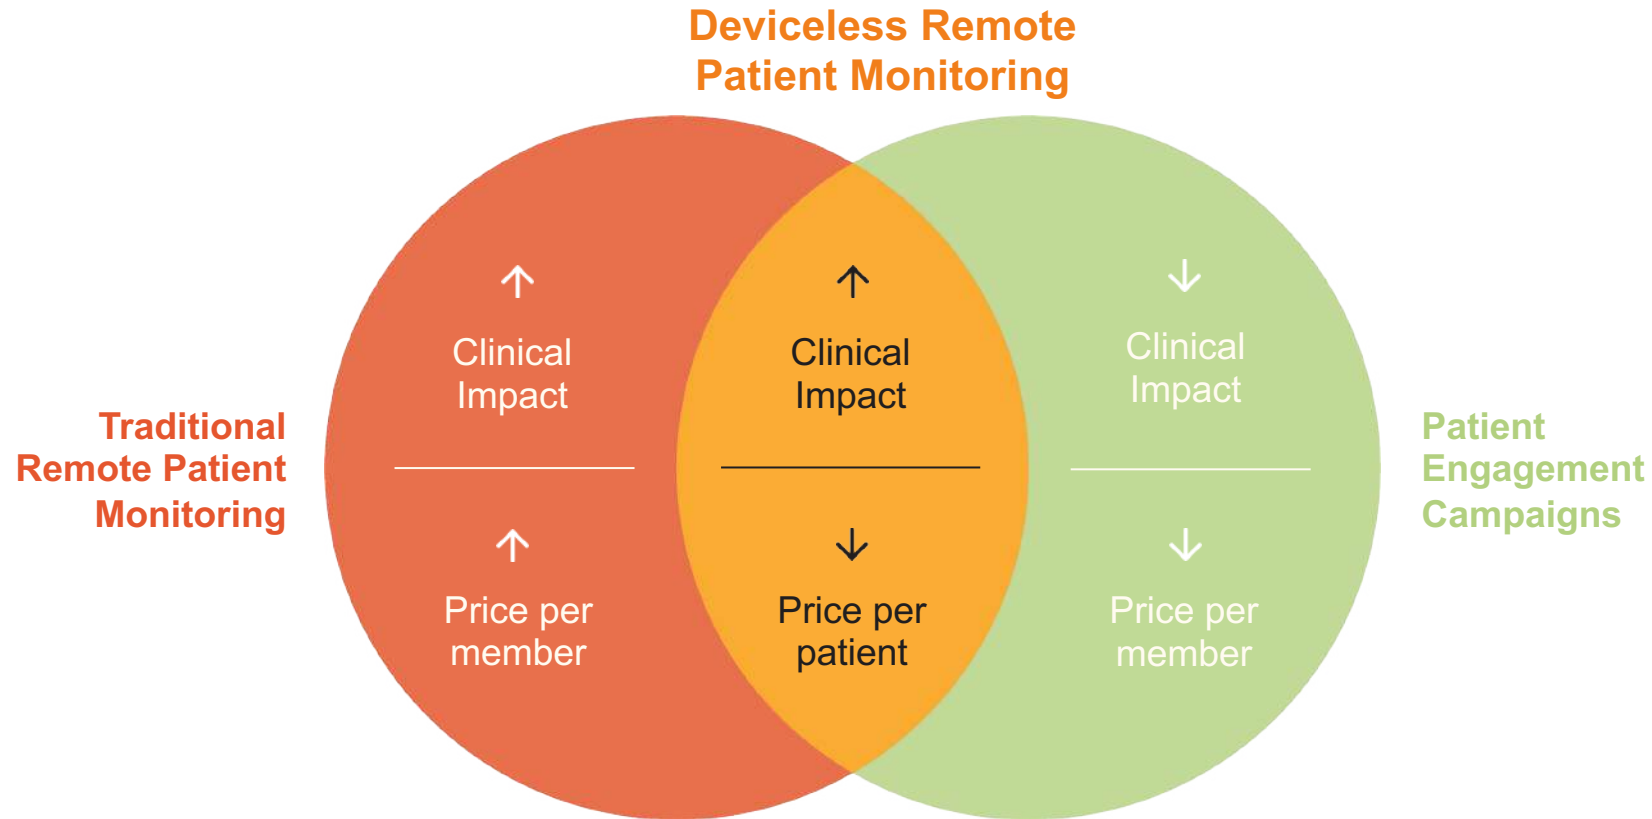 Deviceless Remote
Patient Monitoring
Traditional
Remote Patient
Monitoring
↑
Clinical
Impact
↑
Price per
member
↑
Clinical
Impact
↓
Price per
patient
↓
Clinical
Impact
↓
Price per
member
Patient
Engagement
Campaigns